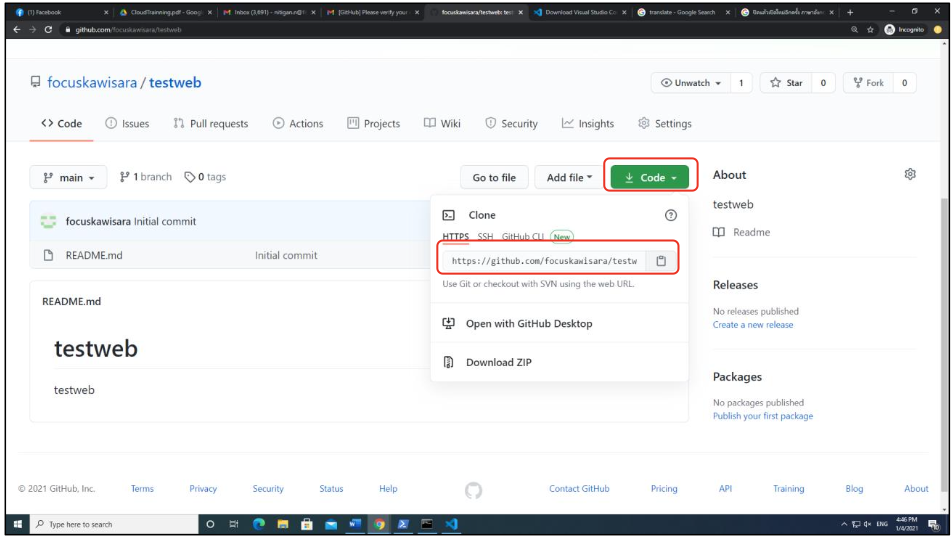 (1) Facebook
CloudTrainning.pdf - Googl
Inbox (3,691) -
[GitHub] Please verify your
focuskawisara/testweb: test
Download Visual Studio Co
translate - Google Search
github.com/focuskawisara/testweb
Incognito
focuskawisara / testweb
Unwatch 1
Star 0
Fork 0
Code
Issues
Pull requests
Actions
Projects
Wiki
Security
Insights
Settings
main
1 branch
0 tags
Go to file
Add file
Code
About
testweb
Readme
focuskawisara Initial commit
README.md
Initial commit
Clone
HTTPS SSH GitHub CLI New
https://github.com/focuskawisara/testw
Use Git or checkout with SVN using the web URL.
Open with GitHub Desktop
Download ZIP
README.md
testweb
testweb
Releases
No releases published
Create a new release
Packages
No packages published
Publish your first package
© 2021 GitHub, Inc.
Terms
Privacy
Security
Status
Help
Contact GitHub
Pricing
API
Training
Blog
About
Type here to search
ENG
4:46 PM
1/4/2021